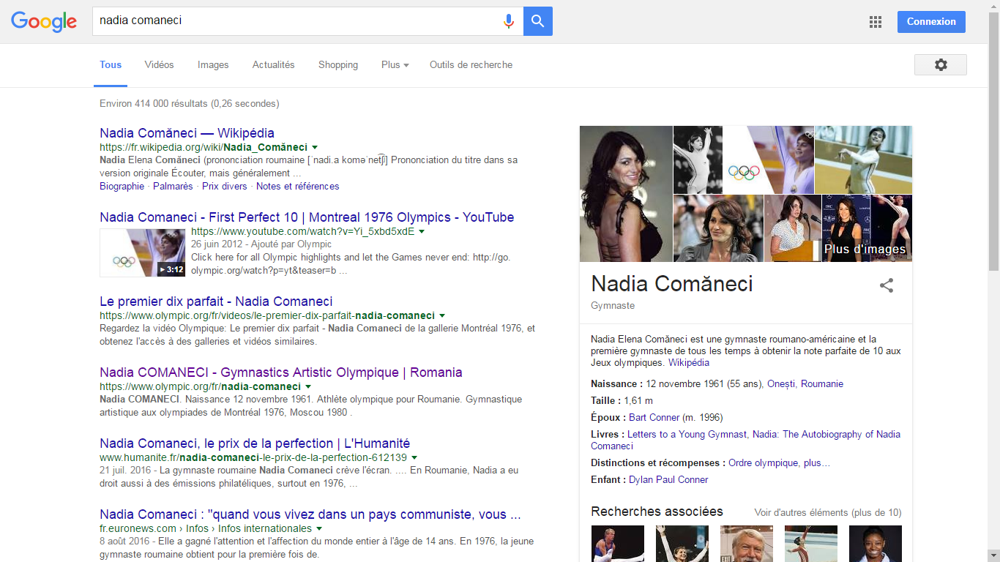 Google
nadia comaneci
Connexion
Tous
Vidéos
Images
Actualités
Shopping
Plus
Outils de recherche
Environ 414 000 résultats (0,26 secondes)
Nadia Comăneci — Wikipédia
https://fr.wikipedia.org/wiki/Nadia_Comăneci
Nadia Elena Comăneci (prononciation roumaine [ ˈnadi.a koməˈnet͡ʃi] Prononciation du titre dans sa
version originale Écouter, mais généralement ...
Biographie · Palmarès · Prix divers · Notes et références
Nadia Comaneci - First Perfect 10 | Montreal 1976 Olympics - YouTube
3:12
https://www.youtube.com/watch?v=Yi_5xbd5xdE
26 juin 2012 - Ajouté par Olympic
Click here for all Olympic highlights and let the Games never end: http://go.
olympic.org/watch?p=yt&teaser=b ...
Le premier dix parfait - Nadia Comaneci
https://www.olympic.org/fr/videos/le-premier-dix-parfait-nadia-comaneci
Regardez la vidéo Olympique: Le premier dix parfait - Nadia Comaneci de la gallerie Montréal 1976, et
obtenez l'accès à des galleries et vidéos similaires.
Nadia COMANECI - Gymnastics Artistic Olympique | Romania
https://www.olympic.org/fr/nadia-comaneci
Nadia COMANECI. Naissance 12 novembre 1961. Athlète olympique pour Roumanie. Gymnastique
artistique aux olympiades de Montréal 1976, Moscou 1980 .
Nadia Comaneci, le prix de la perfection | L'Humanité
www.humanite.fr/nadia-comaneci-le-prix-de-la-perfection-612139
21 juil. 2016 - La gymnaste roumaine Nadia Comaneci crève l'écran. .... En Roumanie, Nadia a eu
droit aussi à des émissions philatéliques, surtout en 1976, ...
Nadia Comaneci : "quand vous vivez dans un pays communiste, vous ...
fr.euronews.com › Infos › Infos internationales
8 août 2016 - Elle a gagné l'attention et l'affection du monde entier à l'âge de 14 ans. En 1976, la jeune
gymnaste roumaine obtient pour la première fois de.
Plus d'images
Nadia Comăneci
Gymnaste
Nadia Elena Comăneci est une gymnaste roumano-américaine et la
première gymnaste de tous les temps à obtenir la note parfaite de 10 aux
Jeux olympiques. Wikipédia
Naissance : 12 novembre 1961 (55 ans), Onești, Roumanie
Taille : 1,61 m
Époux : Bart Conner (m. 1996)
Livres : Letters to a Young Gymnast, Nadia: The Autobiography of Nadia
Comaneci
Distinctions et récompenses : Ordre olympique, plus…
Enfant : Dylan Paul Conner
Recherches associées
Voir d'autres éléments (plus de 10)